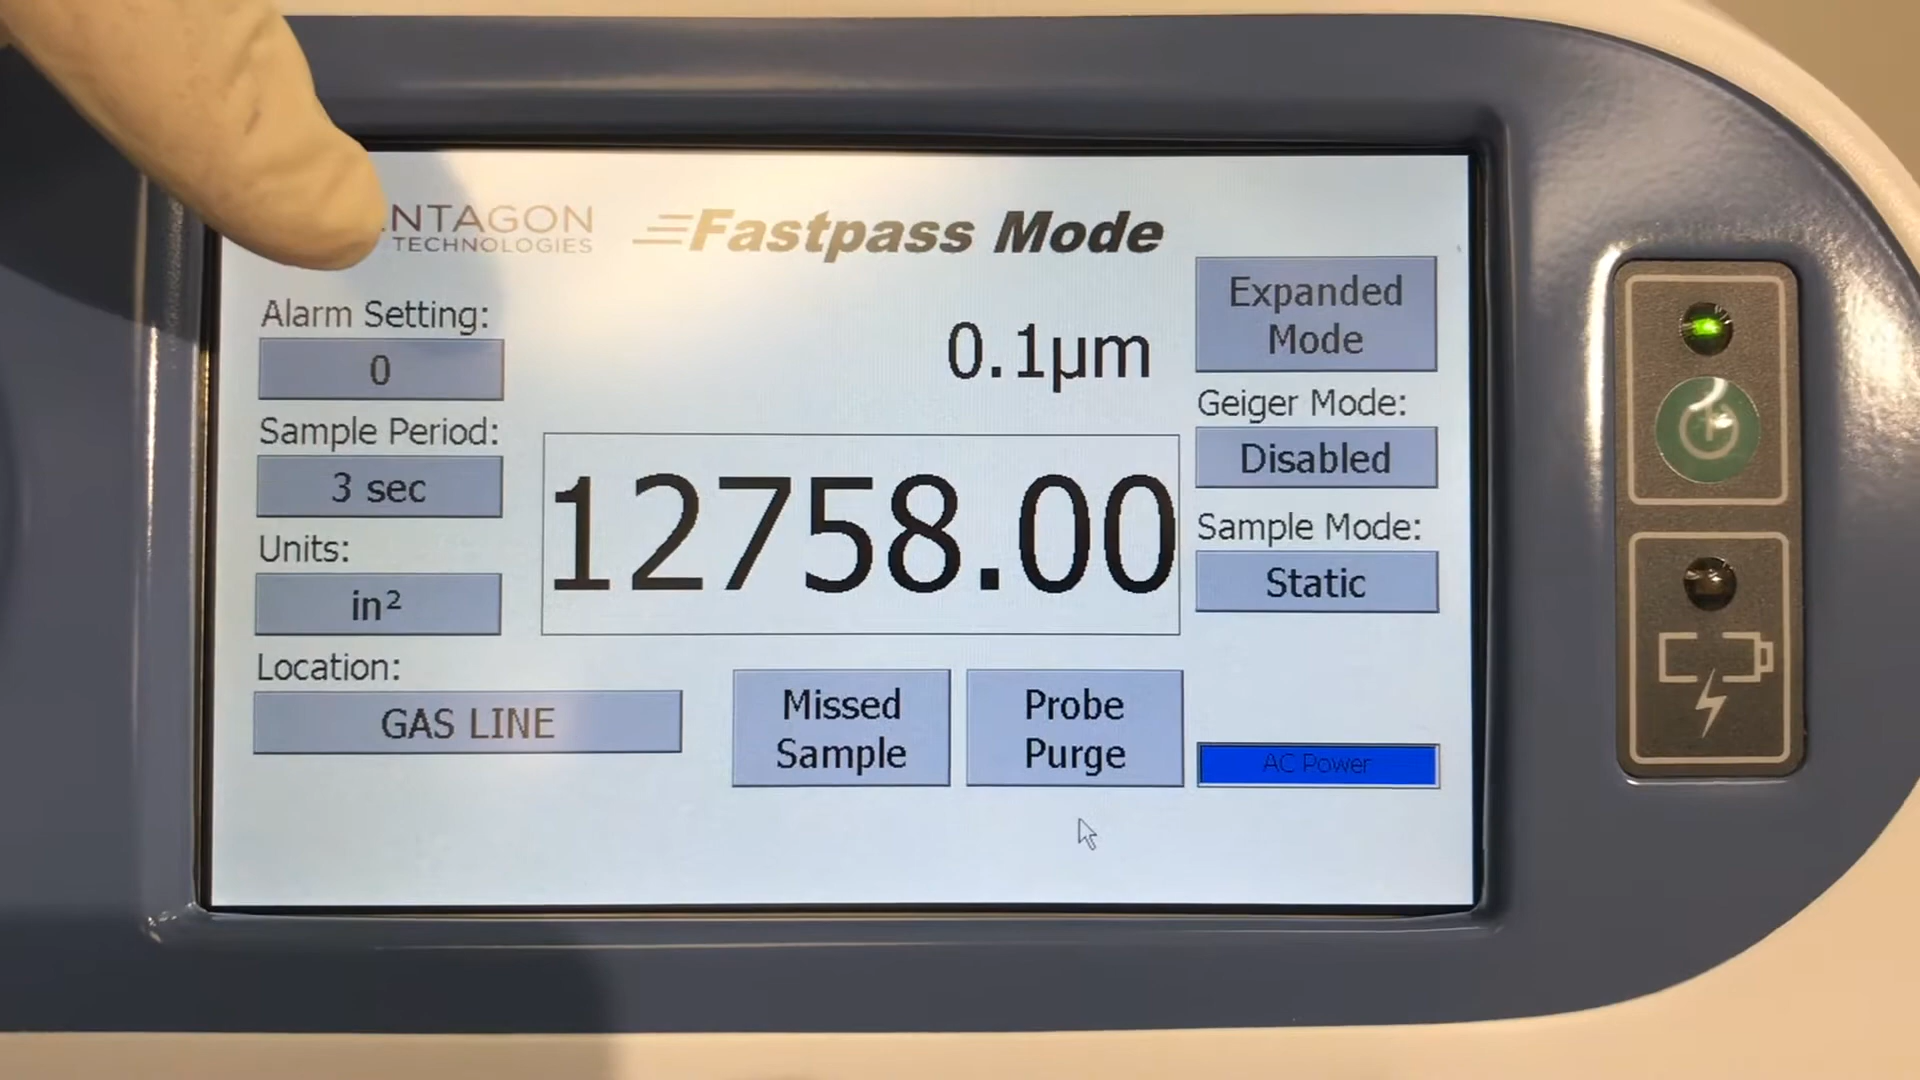 NTAGON
TECHNOLOGIES
Fastpass Mode
Alarm Setting:
0
Sample Period:
3 sec
Units:
in²
Location:
GAS LINE
0.1µm
12758.00
Missed
Sample
Probe
Purge
Expanded
Mode
Geiger Mode:
Disabled
Sample Mode:
Static
AC Power